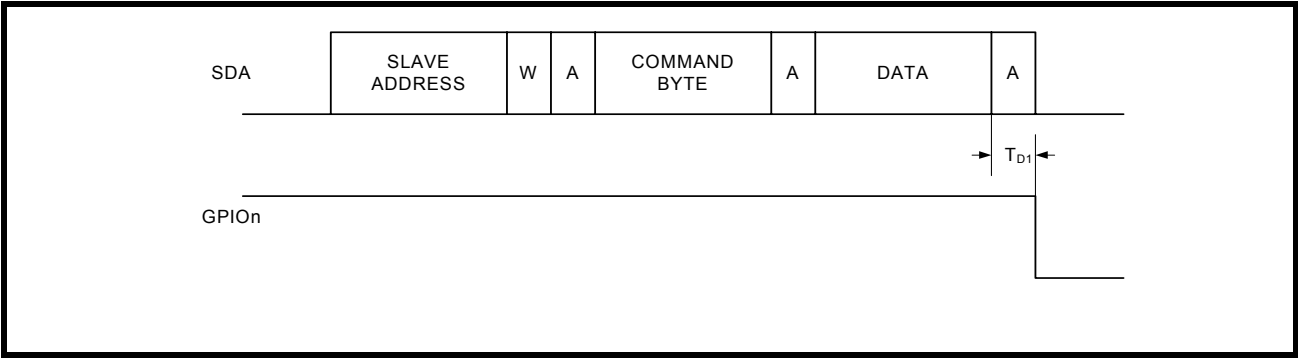 SDA
SLAVE
ADDRESS
W
A
COMMAND
BYTE
A
DATA
A
TD1
GPIOn